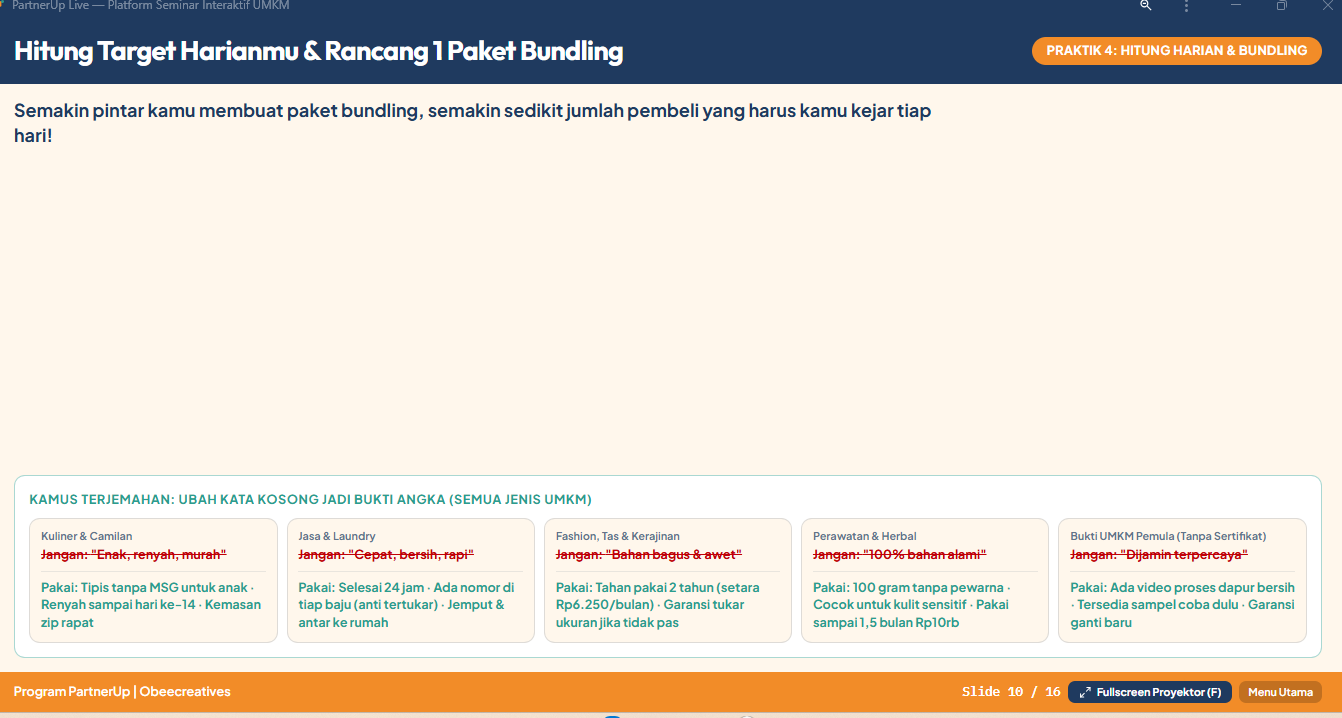 PartnerUp Live — Platform Seminar Interaktif UMKM
Hitung Target Harianmu & Rancang 1 Paket Bundling
PRAKTIK 4: HITUNG HARIAN & BUNDLING
Semakin pintar kamu membuat paket bundling, semakin sedikit jumlah pembeli yang harus kamu kejar tiap
hari!
KAMUS TERJEMAHAN: UBAH KATA KOSONG JADI BUKTI ANGKA (SEMUA JENIS UMKM)
Kuliner & Camilan
Jangan: "Enak, renyah, murah"
Pakai: Tipis tanpa MSG untuk anak ·
Renyah sampai hari ke-14 · Kemasan
zip rapat
Jasa & Laundry
Jangan: "Cepat, bersih, rapi"
Pakai: Selesai 24 jam · Ada nomor di
tiap baju (anti tertukar) · Jemput &
antar ke rumah
Fashion, Tas & Kerajinan
Jangan: "Bahan bagus & awet"
Pakai: Tahan pakai 2 tahun (setara
Rp6.250/bulan) · Garansi tukar
ukuran jika tidak pas
Perawatan & Herbal
Jangan: "100% bahan alami"
Pakai: 100 gram tanpa pewarna ·
Cocok untuk kulit sensitif · Pakai
sampai 1,5 bulan Rp10rb
Bukti UMKM Pemula (Tanpa Sertifikat)
Jangan: "Dijamin terpercaya"
Pakai: Ada video proses dapur bersih
· Tersedia sampel coba dulu · Garansi
ganti baru
Program PartnerUp | Obeecreatives
Slide 10 / 16
Fullscreen Proyektor (F)
Menu Utama